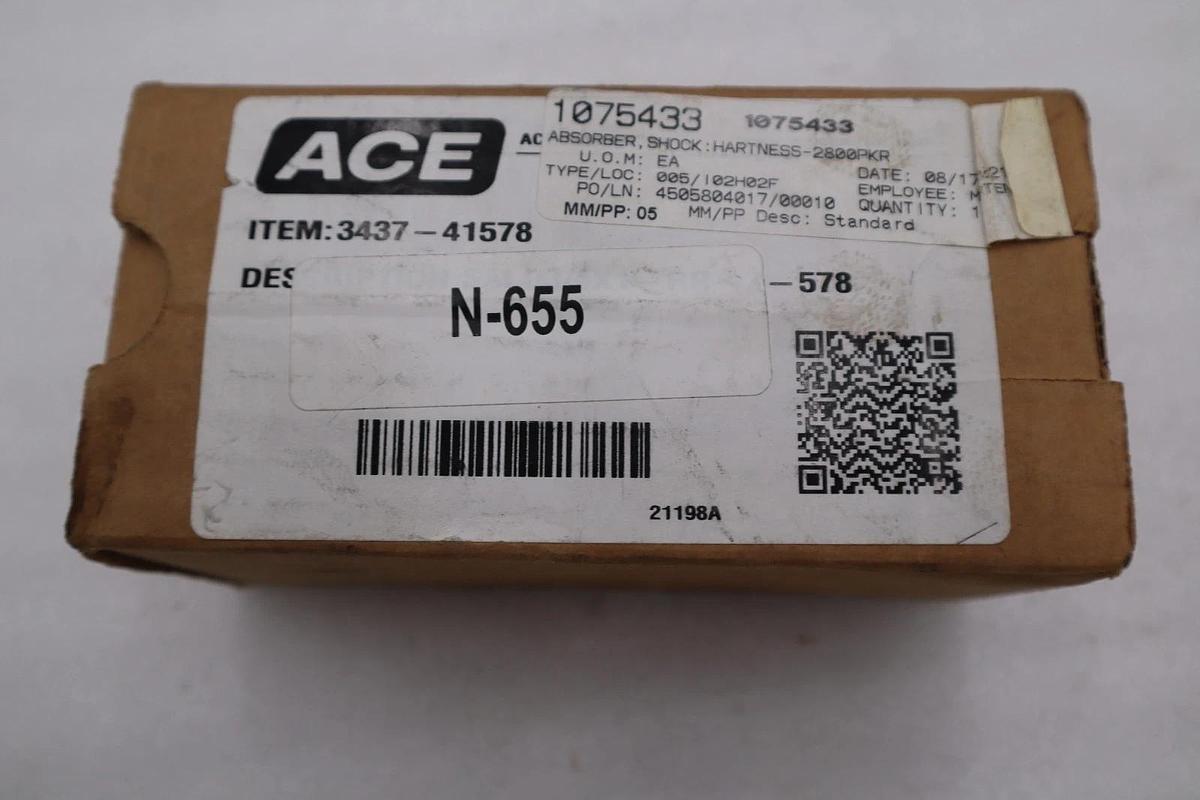 ACE
AC
1075433 1075433
ABSORBER, SHOCK:HARTNESS-2800PKR
U.O.M: EA
TYPE/LOC: 005/I02H02F DATE: 08/17
PO/LN: 4505804017/00010 EMPLOYEE: M
MM/PP: 05 MM/PP Desc: Standard QUANTITY: 1
ITEM:3437-41578
DES -578
N-655
21198A